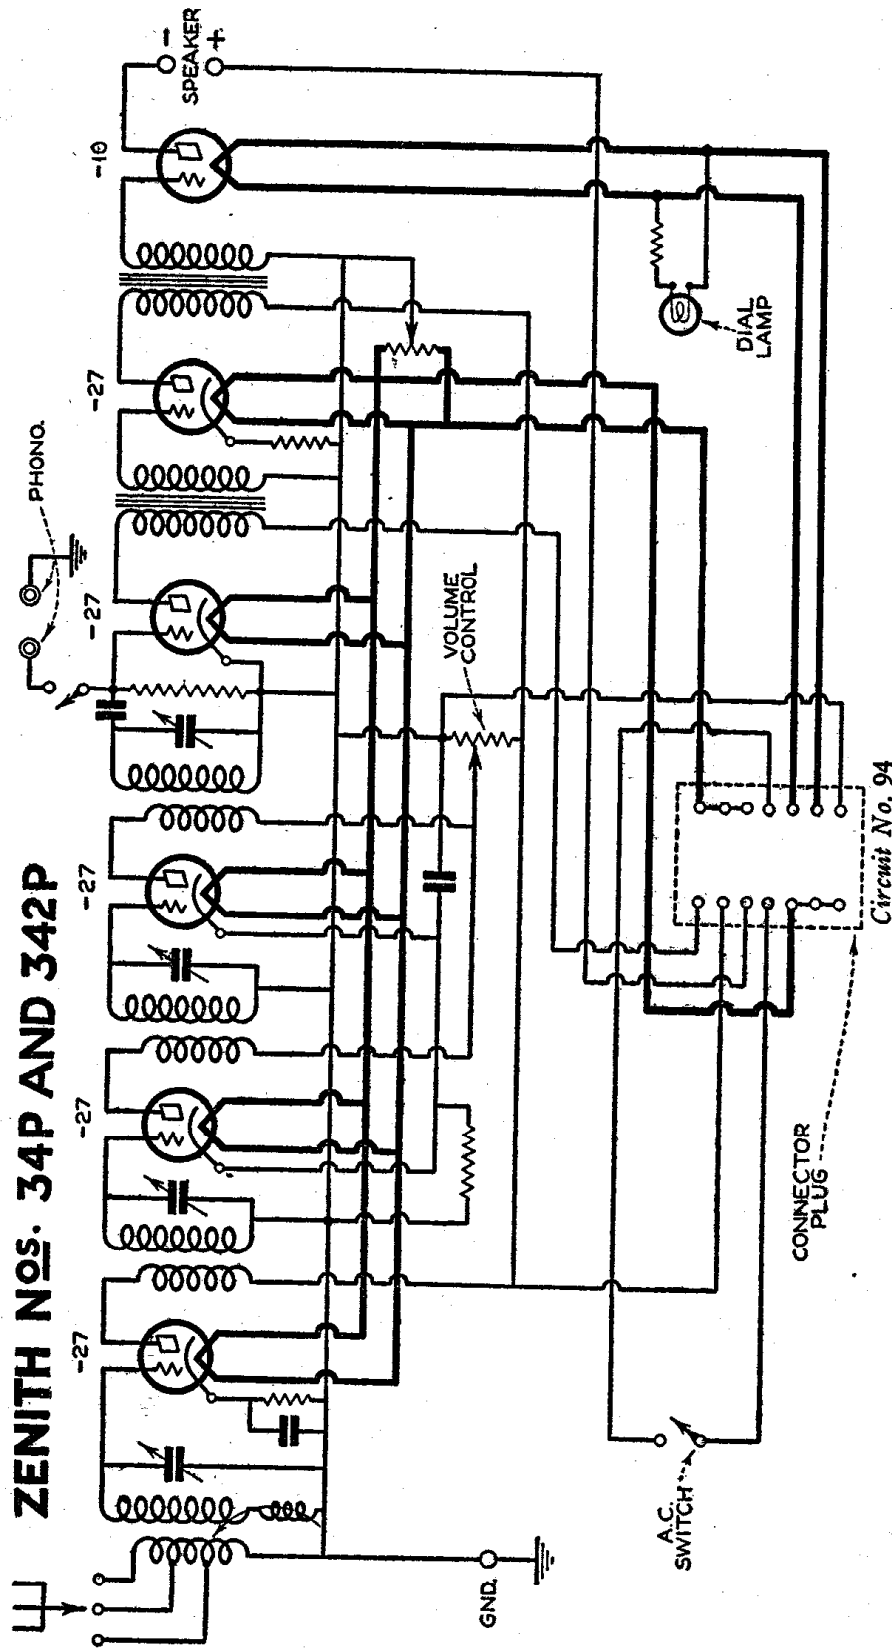 ZENITH Nos. 34P AND 342P
-27
-27
-27
-27
-27
-10
PHONO.
SPEAKER
-
+
VOLUME
CONTROL
DIAL
LAMP
GND.
A.C.
SWITCH
CONNECTOR
PLUG
Circuit No. 94